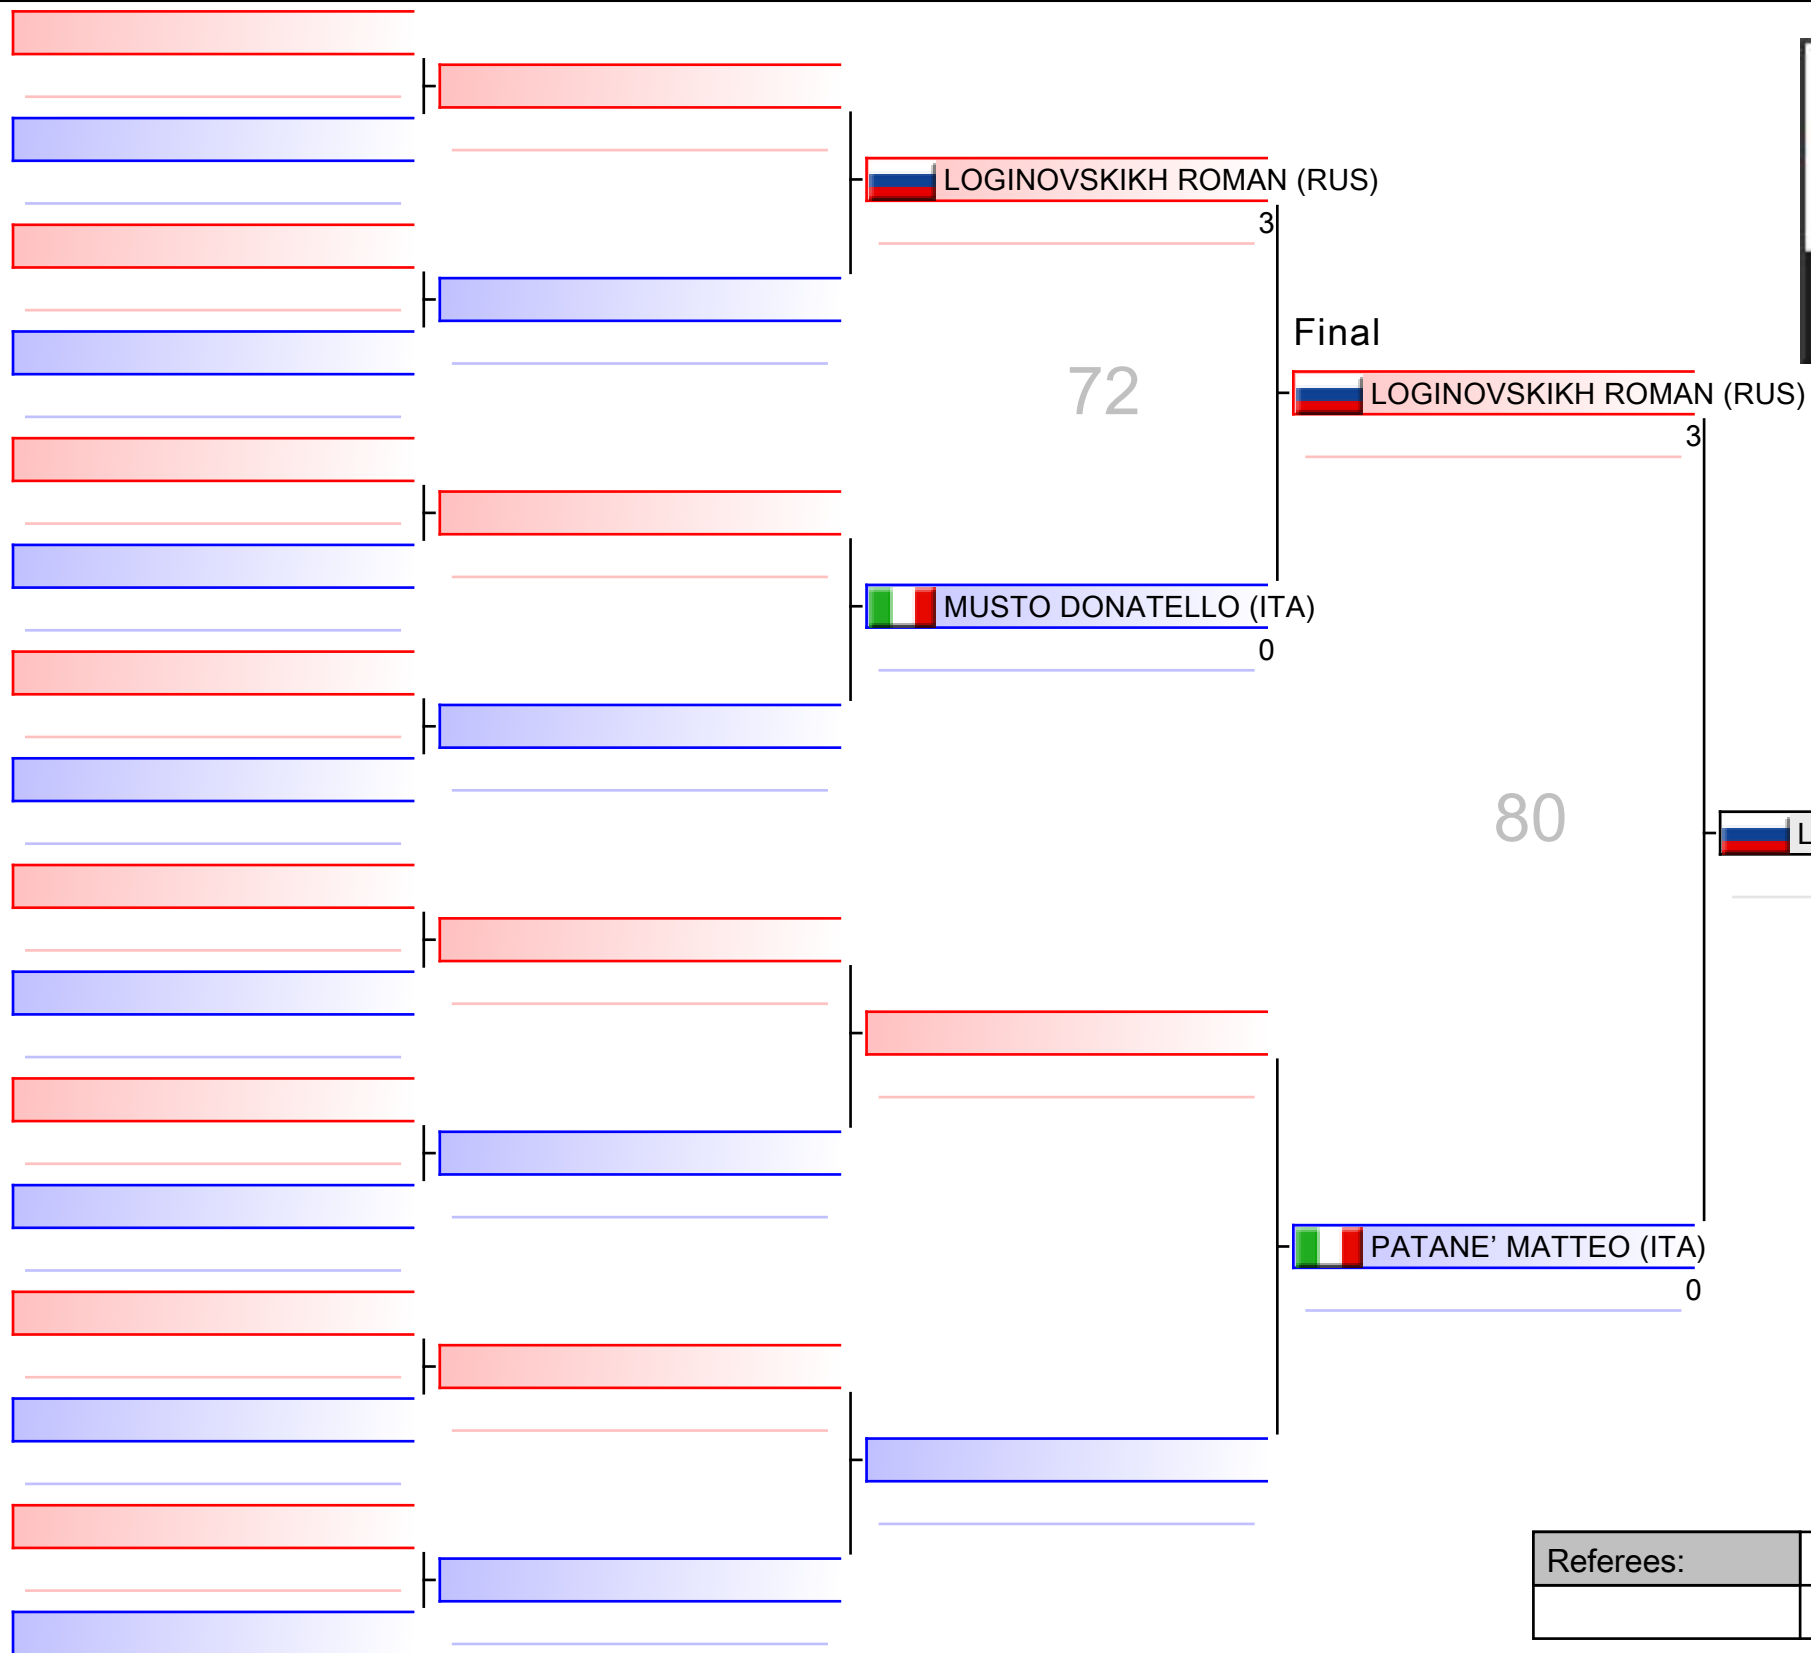 LOGINOVSKIKH ROMAN (RUS)
3
Final
72
LOGINOVSKIKH ROMAN (RUS)
3
MUSTO DONATELLO (ITA)
0
80
L
PATANE’ MATTEO (ITA)
0
Referees: